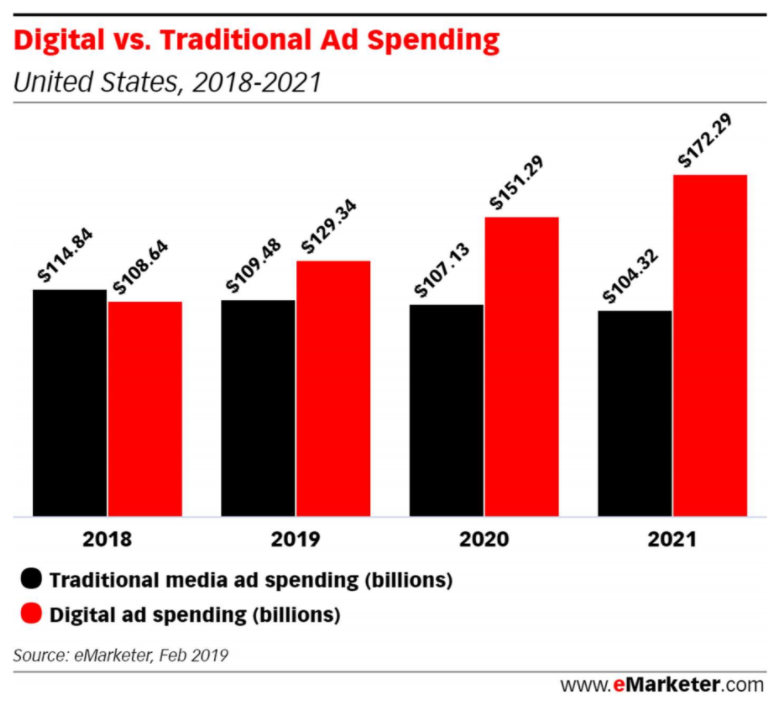 Digital vs. Traditional Ad Spending
United States, 2018-2021
$114.84
$108.64
$109.48
$129.34
$107.13
$151.29
$104.32
$172.29
2018
2019
2020
2021
Traditional media ad spending (billions)
Digital ad spending (billions)
Source: eMarketer, Feb 2019
www.eMarketer.com